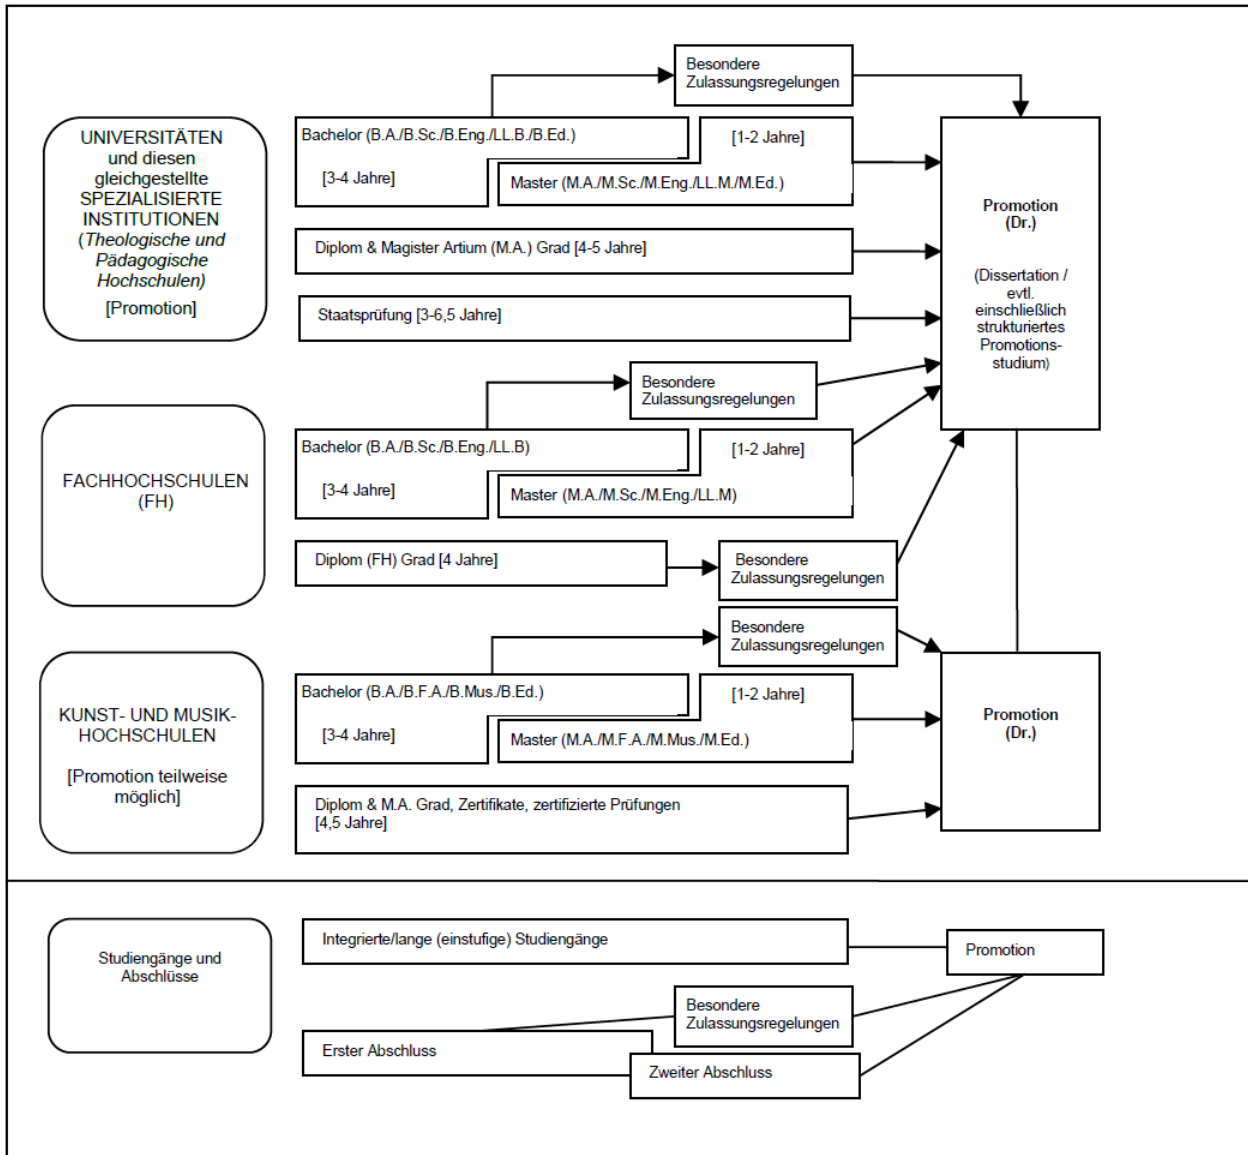 Besondere
Zulassungsregelungen
UNIVERSITÄTEN
und diesen
gleichgestellte
SPEZIALISIERTE
INSTITUTIONEN
(Theologische und
Pädagogische
Hochschulen)
[Promotion]
Bachelor (B.A./B.Sc./B.Eng./LL.B./B.Ed.)
[1-2 Jahre]
[3-4 Jahre]
Master (M.A./M.Sc./M.Eng./LL.M./M.Ed.)
Diplom & Magister Artium (M.A.) Grad [4-5 Jahre]
Staatsprüfung [3-6,5 Jahre]
Promotion
(Dr.)
(Dissertation /
evtl.
einschließlich
strukturiertes
Promotions-
studium)
Besondere
Zulassungsregelungen
FACHHOCHSCHULEN
(FH)
Bachelor (B.A./B.Sc./B.Eng./LL.B)
[1-2 Jahre]
[3-4 Jahre]
Master (M.A./M.Sc./M.Eng./LL.M)
Diplom (FH) Grad [4 Jahre]
Besondere
Zulassungsregelungen
Besondere
Zulassungsregelungen
KUNST- UND MUSIK-
HOCHSCHULEN
[Promotion teilweise
möglich]
Bachelor (B.A./B.F.A./B.Mus./B.Ed.)
[1-2 Jahre]
[3-4 Jahre]
Master (M.A./M.F.A./M.Mus./M.Ed.)
Diplom & M.A. Grad, Zertifikate, zertifizierte Prüfungen
[4,5 Jahre]
Promotion
(Dr.)
Studiengänge und
Abschlüsse
Integrierte/lange (einstufige) Studiengänge
Promotion
Besondere
Zulassungsregelungen
Erster Abschluss
Zweiter Abschluss